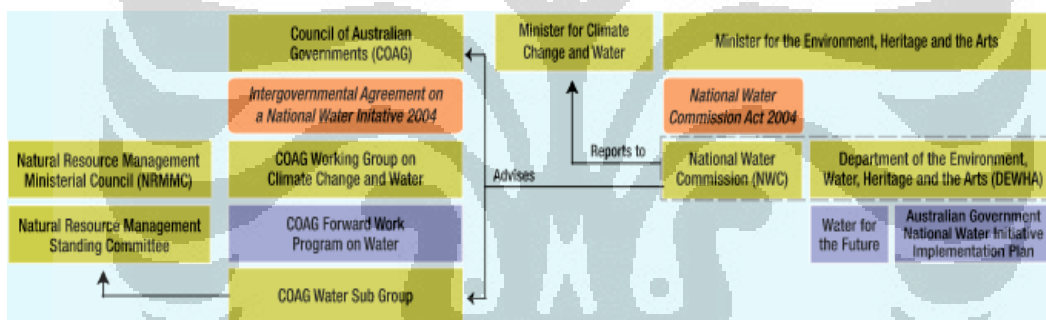 Council of Australian
Governments (COAG)
Minister for Climate
Change and Water
Minister for the Environment, Heritage and the Arts
Intergovernmental Agreement on
a National Water Initative 2004
National Water
Commission Act 2004
Natural Resource Management
Ministerial Council (NRMMC)
COAG Working Group on
Climate Change and Water
Advises
Reports to
National Water
Commission (NWC)
Department of the Environment,
Water, Heritage and the Arts (DEWHA)
Natural Resource Management
Standing Committee
COAG Forward Work
Program on Water
Water for
the Future
Australian Government
National Water Initiative
Implementation Plan
COAG Water Sub Group